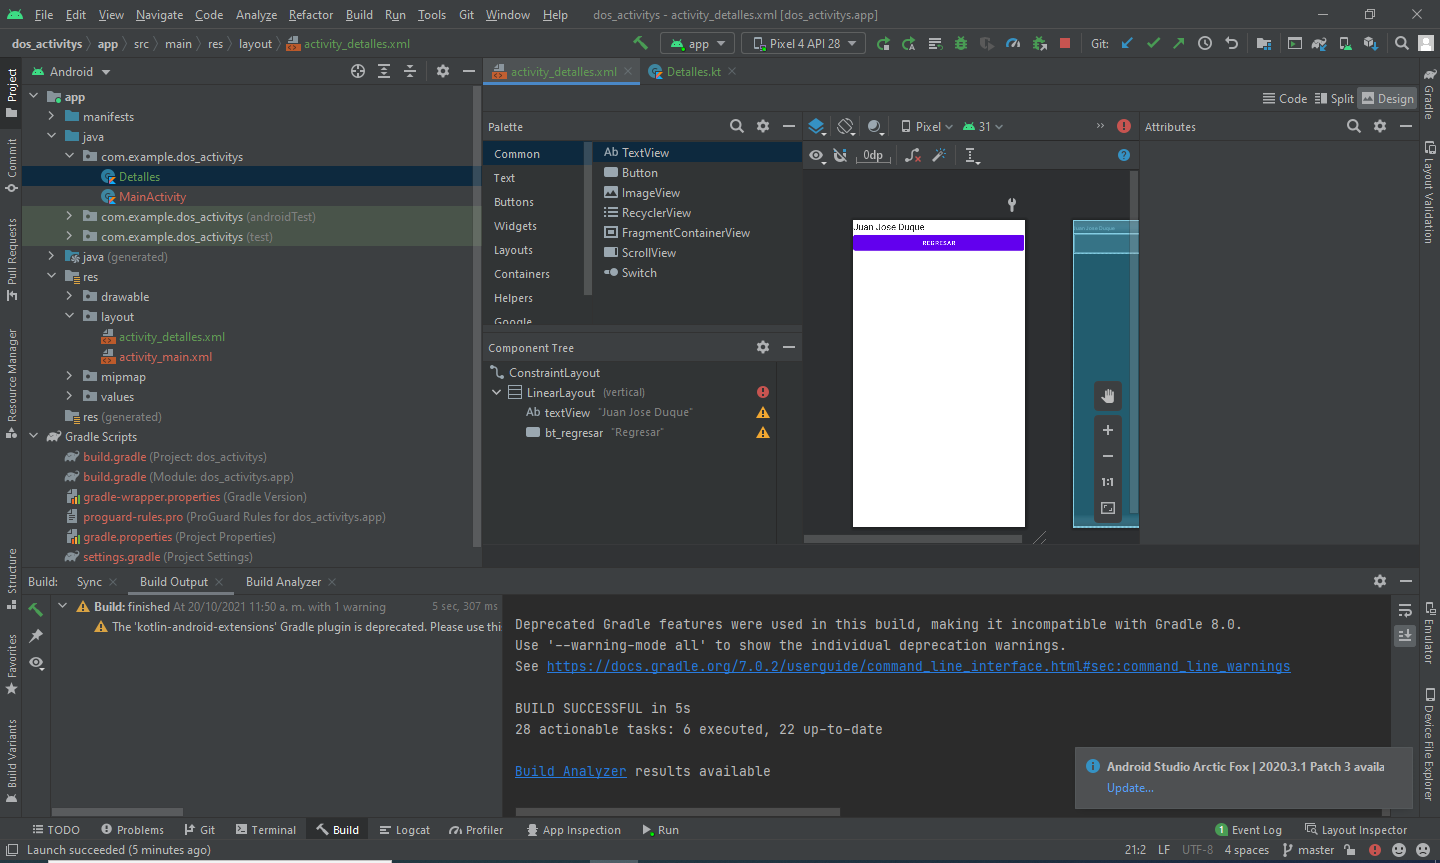 File Edit View Navigate Code Analyze Refactor Build Run Tools Git Window Help dos_activitys - activity_detalles.xml [dos_activitys.app]
dos_activitys app src main res layout activity_detalles.xml app Pixel 4 API 28 Git:
Project
Commit
Pull Requests
Resource Manager
Structure
Favorites
Build Variants
Android
app
manifests
java
com.example.dos_activitys
Detalles
MainActivity
com.example.dos_activitys (androidTest)
com.example.dos_activitys (test)
java (generated)
res
drawable
layout
activity_detalles.xml
activity_main.xml
mipmap
values
res (generated)
Gradle Scripts
build.gradle (Project: dos_activitys)
build.gradle (Module: dos_activitys.app)
gradle-wrapper.properties (Gradle Version)
proguard-rules.pro (ProGuard Rules for dos_activitys.app)
gradle.properties (Project Properties)
settings.gradle (Project Settings)
activity_detalles.xml Detalles.kt
Code Split Design
Palette
Common
Text
Buttons
Widgets
Layouts
Containers
Helpers
Google
Ab TextView
Button
ImageView
RecyclerView
FragmentContainerView
ScrollView
Switch
Component Tree
ConstraintLayout
LinearLayout (vertical)
Ab textView "Juan Jose Duque"
bt_regresar "Regresar"
Pixel 31
0dp
Juan Jose Duque
REGRESAR
Juan Jose Duque
1:1
Attributes
Gradle
Layout Validation
Emulator
Device File Explorer
Build: Sync Build Output Build Analyzer
Build: finished At 20/10/2021 11:50 a. m. with 1 warning 5 sec, 307 ms
The 'kotlin-android-extensions' Gradle plugin is deprecated. Please use this
Deprecated Gradle features were used in this build, making it incompatible with Gradle 8.0.
Use '--warning-mode all' to show the individual deprecation warnings.
See https://docs.gradle.org/7.0.2/userguide/command_line_interface.html#sec:command_line_warnings
BUILD SUCCESSFUL in 5s
28 actionable tasks: 6 executed, 22 up-to-date
Build Analyzer results available
Android Studio Arctic Fox | 2020.3.1 Patch 3 availa
Update...
TODO Problems Git Terminal Build Logcat Profiler App Inspection Run 1 Event Log Layout Inspector
Launch succeeded (5 minutes ago) 21:2 LF UTF-8 4 spaces master